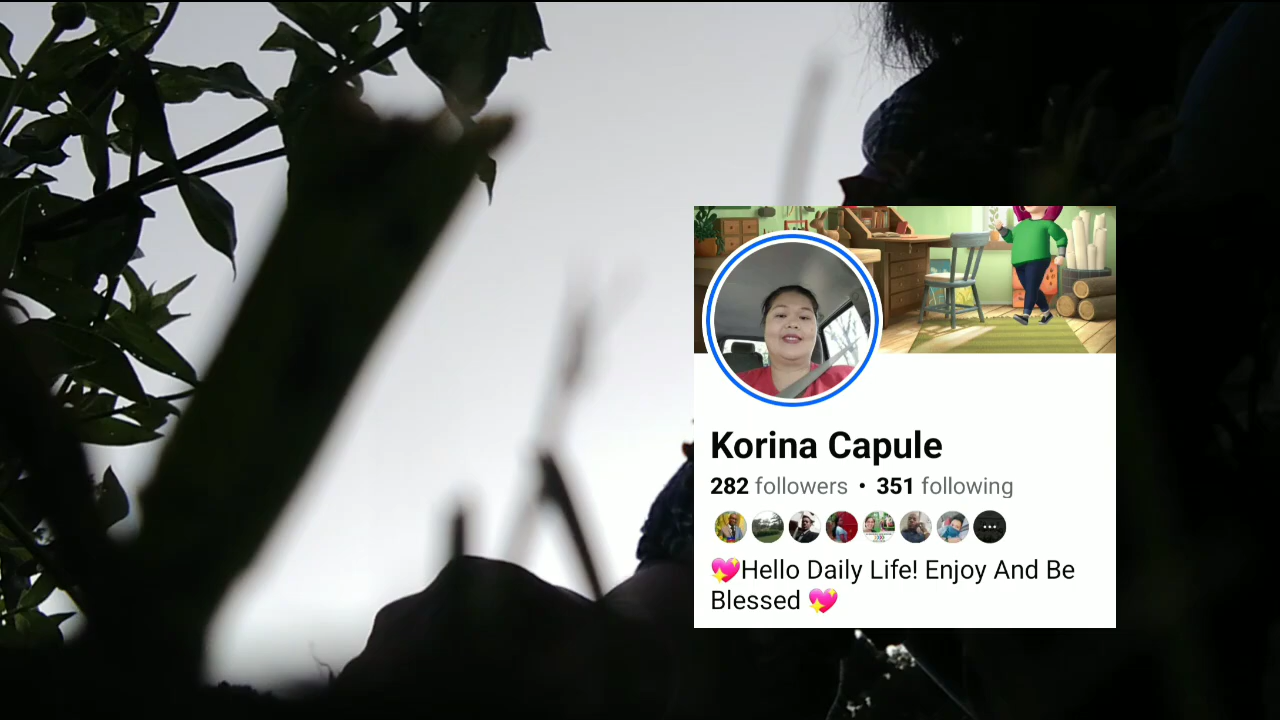 Korina Capule
282 followers • 351 following
💖Hello Daily Life! Enjoy And Be
Blessed 💖